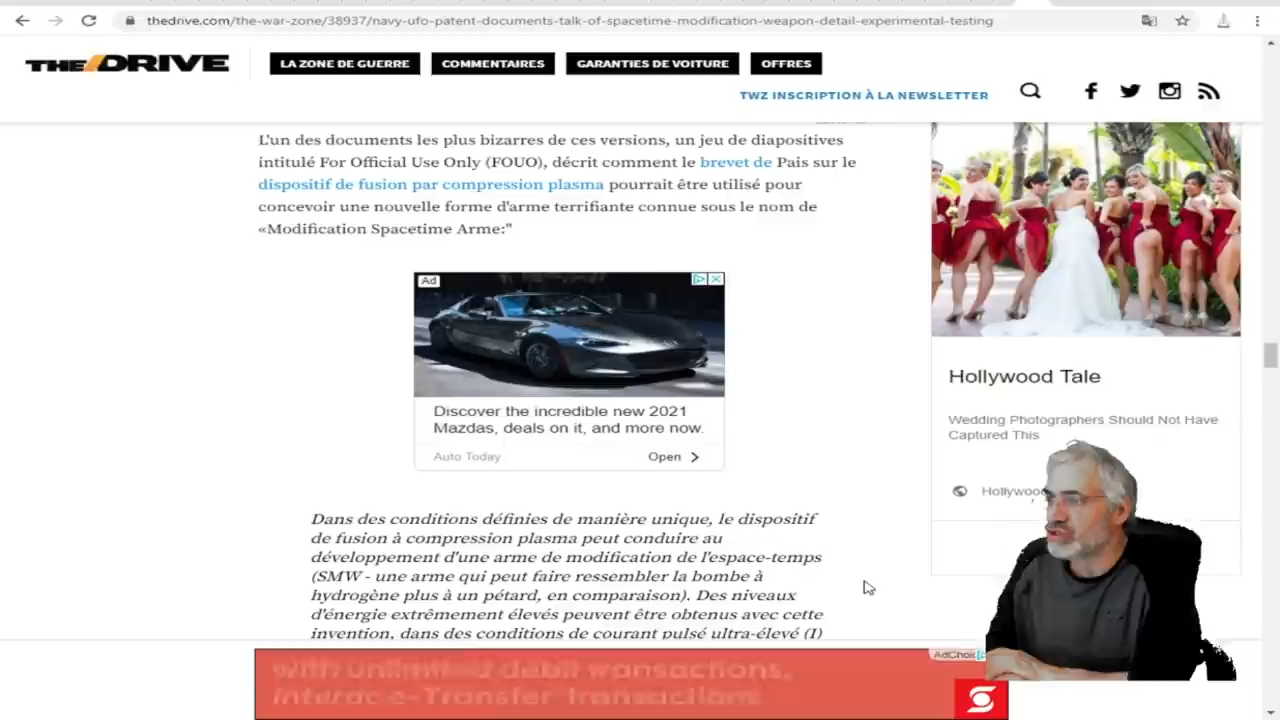 thedrive.com/the-war-zone/38937/navy-ufo-patent-documents-talk-of-spacetime-modification-weapon-detail-experimental-testing
THE/DRIVE
LA ZONE DE GUERRE
COMMENTAIRES
GARANTIES DE VOITURE
OFFRES
TWZ INSCRIPTION À LA NEWSLETTER
L'un des documents les plus bizarres de ces versions, un jeu de diapositives
intitulé For Official Use Only (FOUO), décrit comment le brevet de Pais sur le
dispositif de fusion par compression plasma pourrait être utilisé pour
concevoir une nouvelle forme d'arme terrifiante connue sous le nom de
«Modification Spacetime Arme:"
Ad
Discover the incredible new 2021
Mazdas, deals on it, and more now.
Auto Today
Open
Dans des conditions définies de manière unique, le dispositif
de fusion à compression plasma peut conduire au
développement d'une arme de modification de l'espace-temps
(SMW - une arme qui peut faire ressembler la bombe à
hydrogène plus à un pétard, en comparaison). Des niveaux
d'énergie extrêmement élevés peuvent être obtenus avec cette
invention, dans des conditions de courant pulsé ultra-élevé (I)
Hollywood Tale
Wedding Photographers Should Not Have
Captured This
Hollywoo
AdChoic
with unlimited debit transactions,
Interac e-Transfer transactions